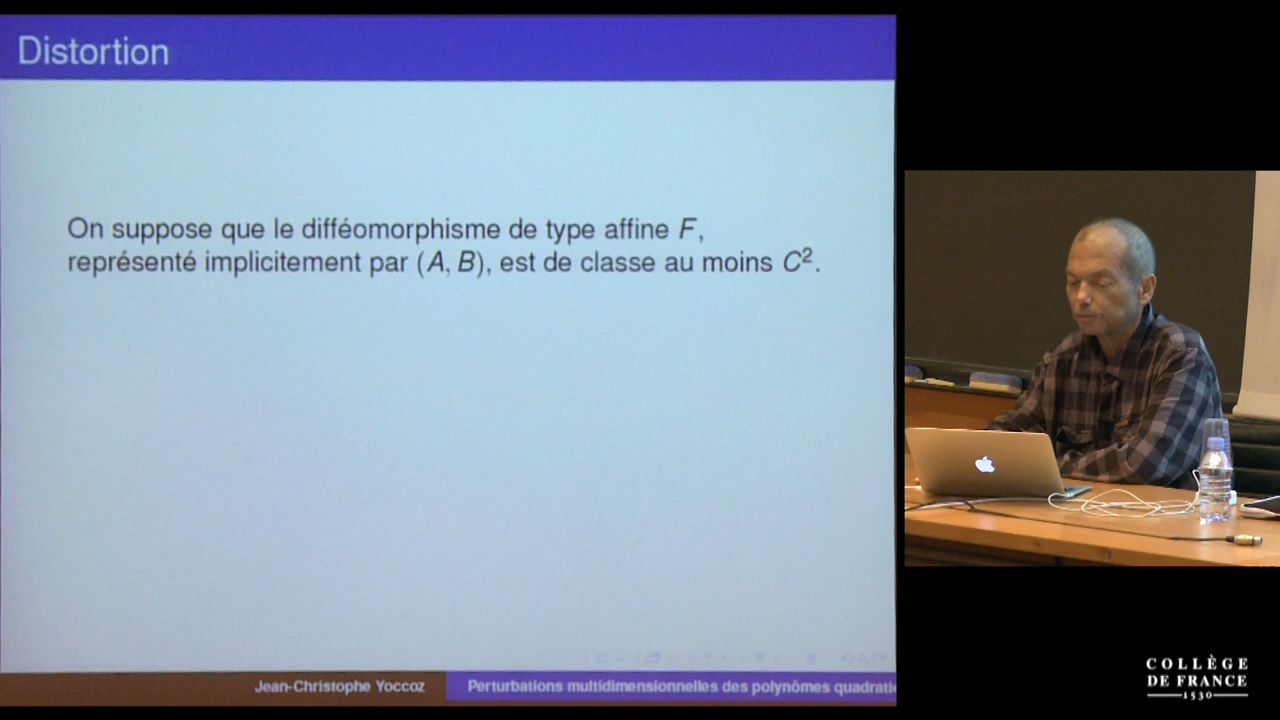 Distortion
On suppose que le difféomorphisme de type affine F,
représenté implicitement par (A, B), est de classe au moins C².
Jean-Christophe Yoccoz
Perturbations multidimensionnelles des polynômes
COLLÈGE
DE FRANCE
1530